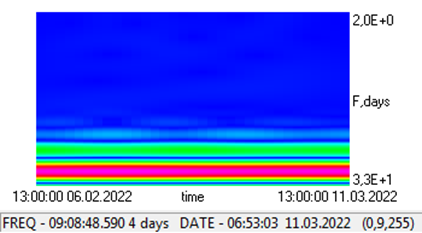 2,0E+0
F,days
3,3E+1
13:00:00 06.02.2022 time 13:00:00 11.03.2022
FREQ - 09:08:48.590 4 days DATE - 06:53:03 11.03.2022 (0,9,255)